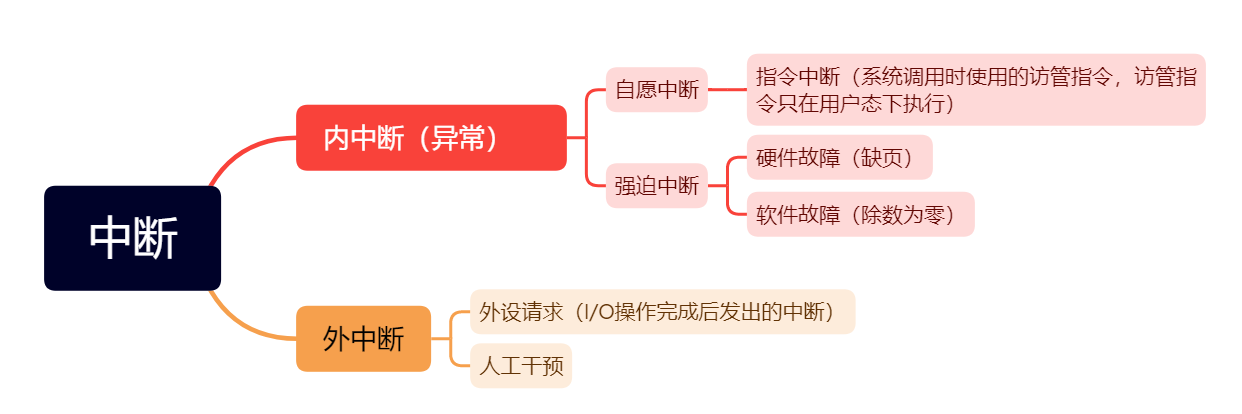 中断
内中断（异常）
自愿中断
指令中断（系统调用时使用的访管指令，访管指
令只在用户态下执行）
强迫中断
硬件故障（缺页）
软件故障（除数为零）
外中断
外设请求（I/O操作完成后发出的中断）
人工干预